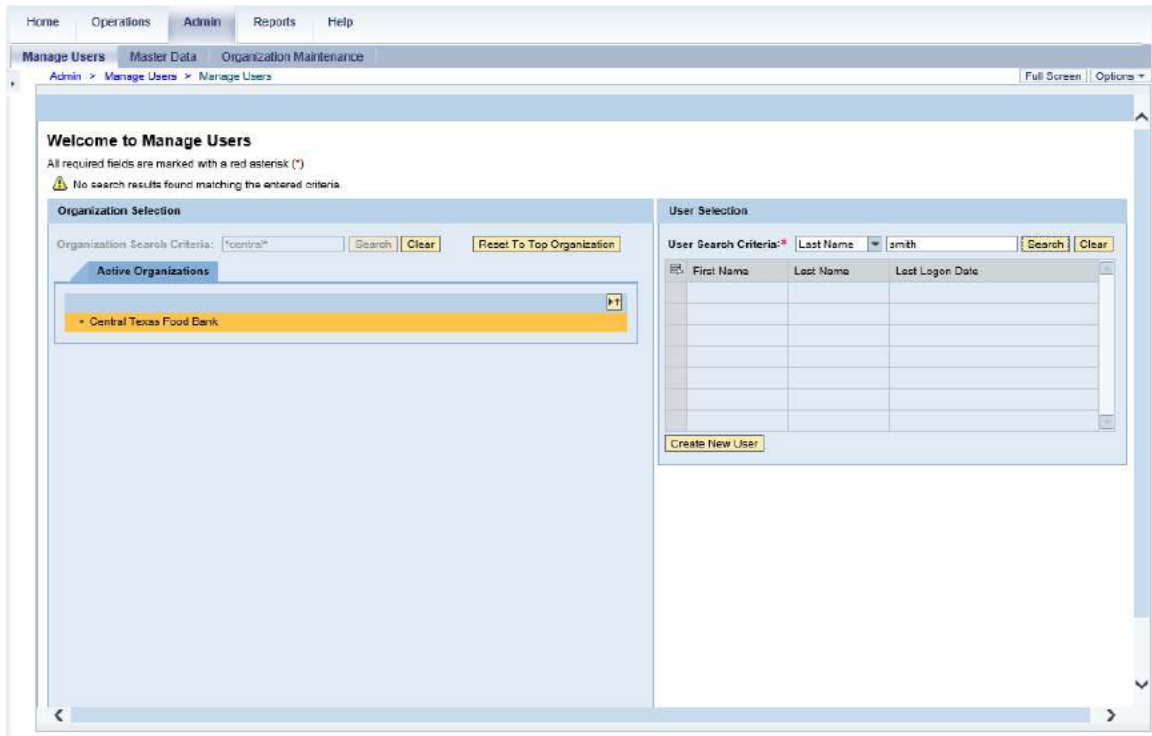 Home Operations Admin Reports Help
Manage Users Master Data Organization Maintenance
Admin > Manage Users > Manage Users Full Screen Options
Welcome to Manage Users
All required fields are marked with a red asterisk (*)
No search results found matching the entered criteria.
Organization Selection
Organization Search Criteria: *central* Search Clear Reset To Top Organization
Active Organizations
Central Texas Food Bank
User Selection
User Search Criteria:* Last Name smith Search Clear
First Name Last Name Last Logon Date
Create New User